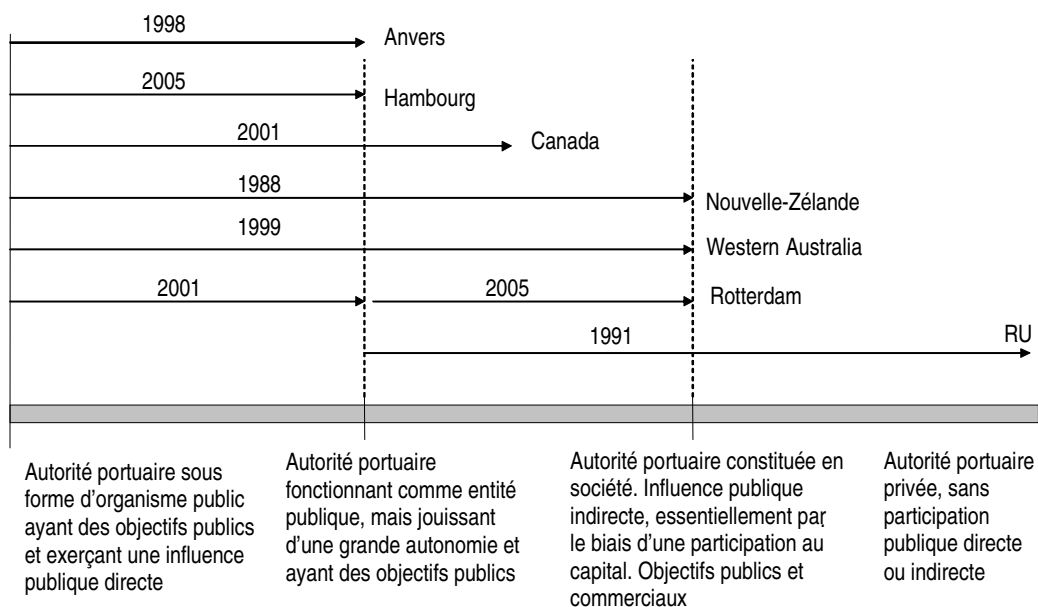 1998
Anvers
2005
Hambourg
2001
Canada
1988
Nouvelle-Zélande
1999
Western Australia
2001
2005
Rotterdam
1991
RU
Autorité portuaire sous
forme d'organisme public
ayant des objectifs publics
et exerçant une influence
publique directe
Autorité portuaire
fonctionnant comme entité
publique, mais jouissant
d'une grande autonomie et
ayant des objectifs publics
Autorité portuaire constituée en
société. Influence publique
indirecte, essentiellement par
le biais d'une participation au
capital. Objectifs publics et
commerciaux
Autorité portuaire
privée, sans
participation
publique directe
ou indirecte